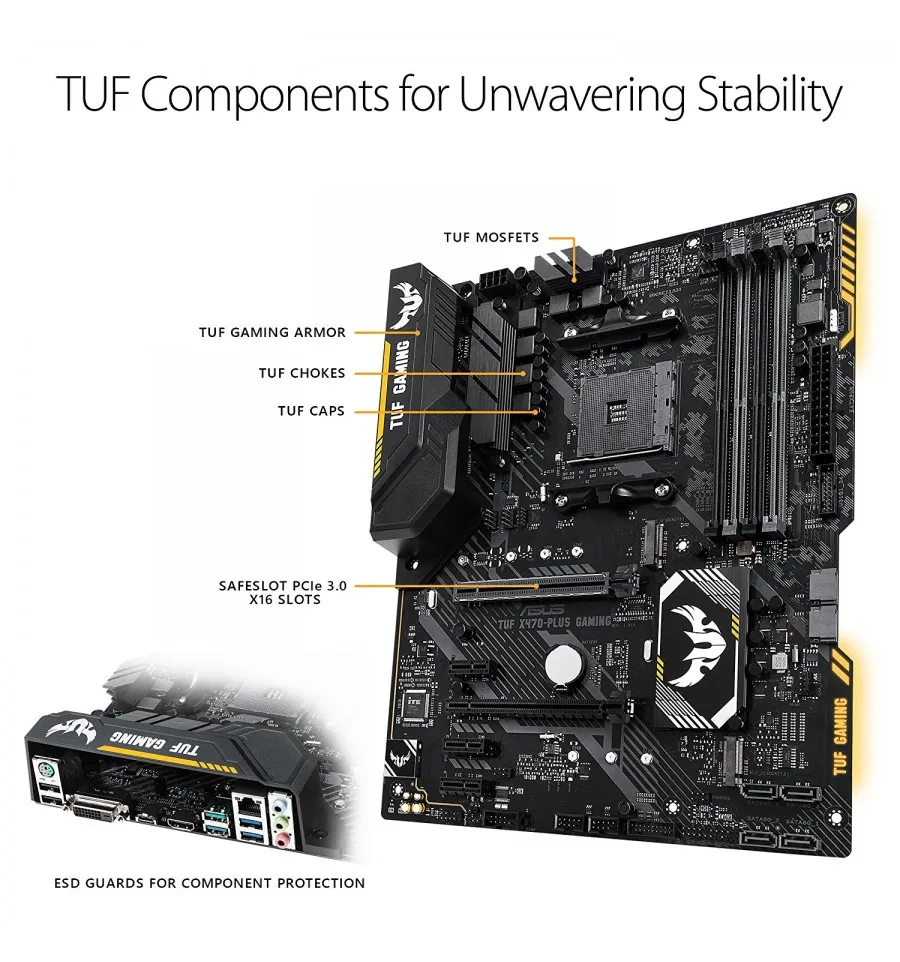 TUF Components for Unwavering Stability
TUF MOSFETS
TUF GAMING ARMOR
TUF CHOKES
TUF CAPS
TUF GAMING
SAFESLOT PCIe 3.0
X16 SLOTS
ASUS
TUF X470-PLUS GAMING
TUF GAMING
TUF GAMING
ESD GUARDS FOR COMPONENT PROTECTION